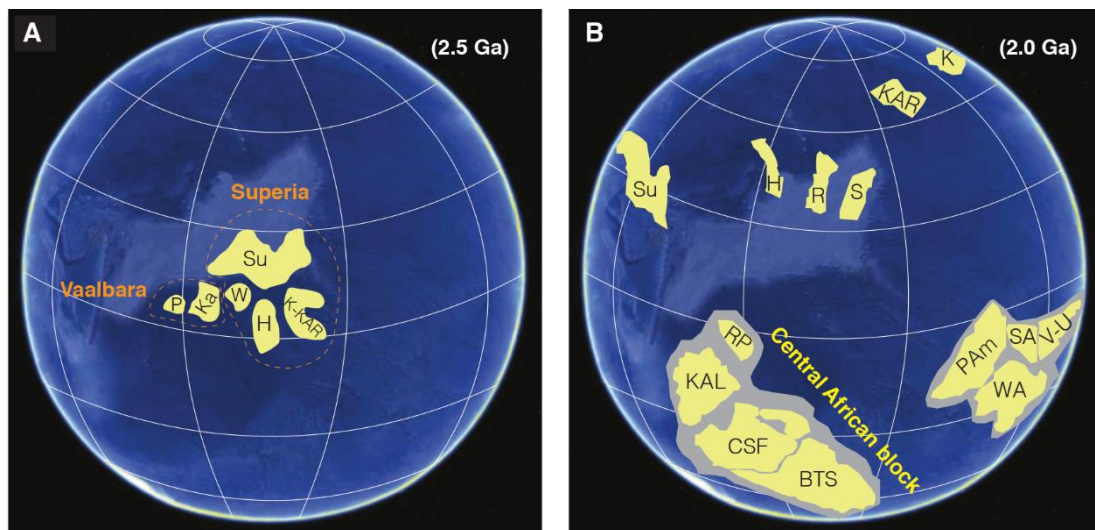 A
(2.5 Ga)
Superia
Su
Vaalbara
P
Ka
W
H
K-KAR
B
(2.0 Ga)
K
KAR
Su
H
R
S
RP
KAL
CSF
BTS
Central African block
PAm
SA
V-U
WA